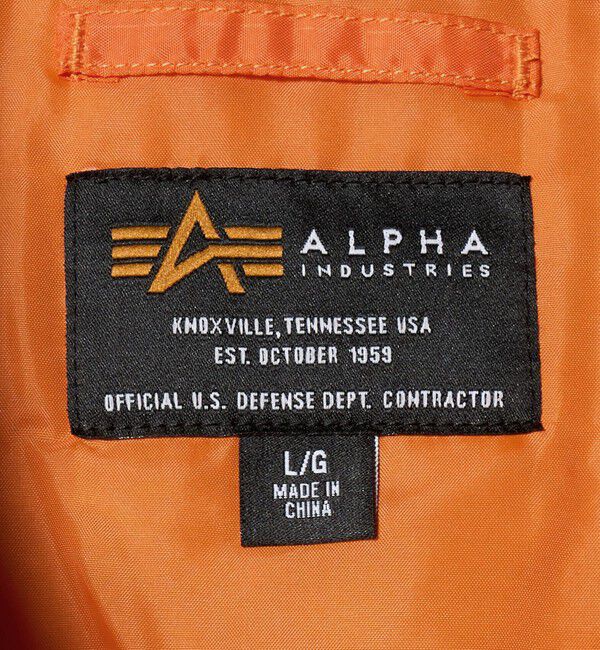 ALPHA
INDUSTRIES
KNOXVILLE, TENNESSEE USA
EST. OCTOBER 1959
OFFICIAL U.S. DEFENSE DEPT. CONTRACTOR
L/G
MADE IN
CHINA